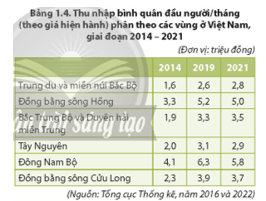 Bảng 1.4. Thu nhập bình quân đầu người/tháng
(theo giá hiện hành) phân theo các vùng ở Việt Nam,
giai đoạn 2014 – 2021
(Đơn vị: triệu đồng)
2014 2019 2021
Trung du và miền núi Bắc Bộ 1,6 2,6 2,8
Đồng bằng sông Hồng 3,3 5,2 5,0
Bắc Trung Bộ và Duyên hải
miền Trung 1,9 3,3 3,5
Tây Nguyên 2,0 3,1 2,9
Đông Nam Bộ 4,1 6,3 5,8
Đồng bằng sông Cửu Long 2,3 3,9 3,7
(Nguồn: Tổng cục Thống kê, năm 2016 và 2022)